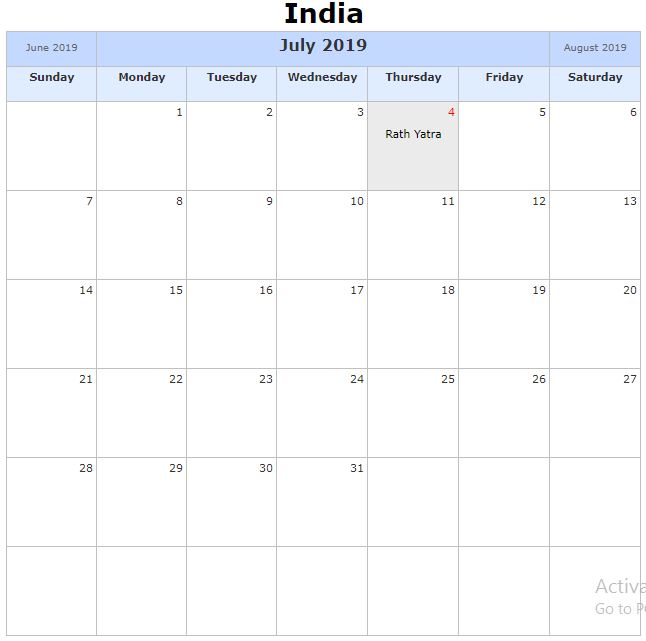 India
June 2019 July 2019 August 2019
Sunday Monday Tuesday Wednesday Thursday Friday Saturday
1 2 3 4 5 6
Rath Yatra
7 8 9 10 11 12 13
14 15 16 17 18 19 20
21 22 23 24 25 26 27
28 29 30 31
Activa
Go to P